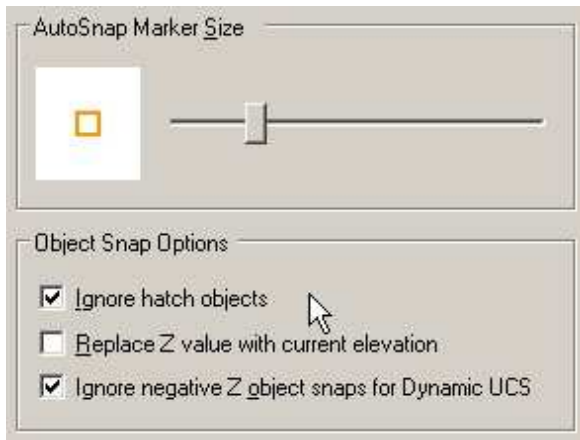 AutoSnap Marker Size
Object Snap Options
Ignore hatch objects
Replace Z value with current elevation
Ignore negative Z object snaps for Dynamic UCS